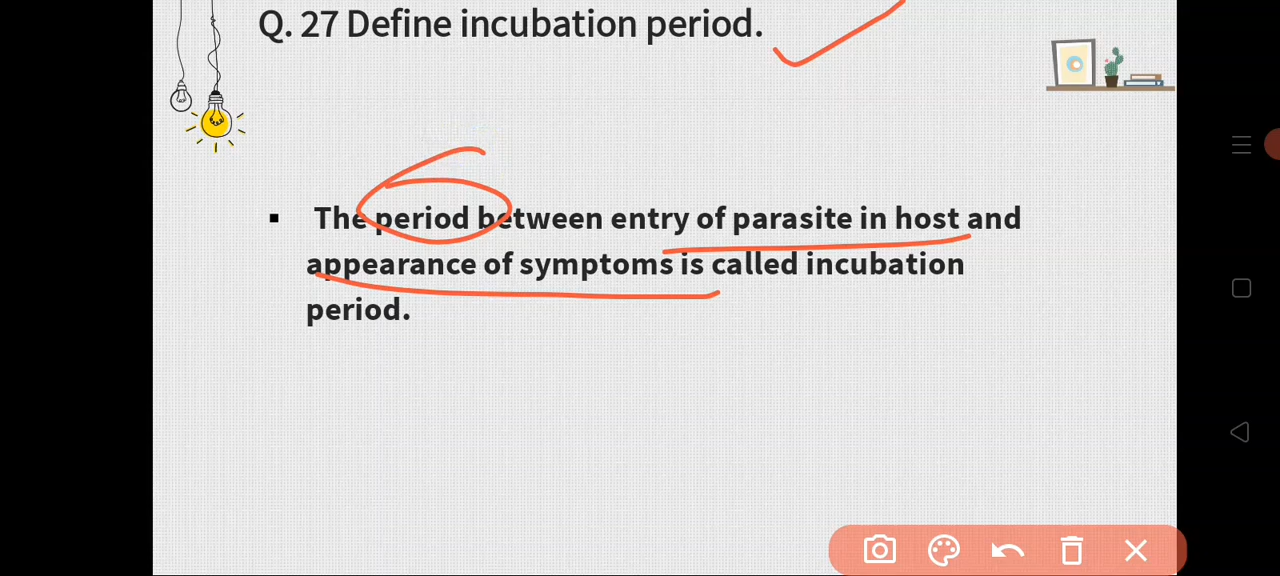 Q. 27 Define incubation period.
▪ The period between entry of parasite in host and
appearance of symptoms is called incubation
period.